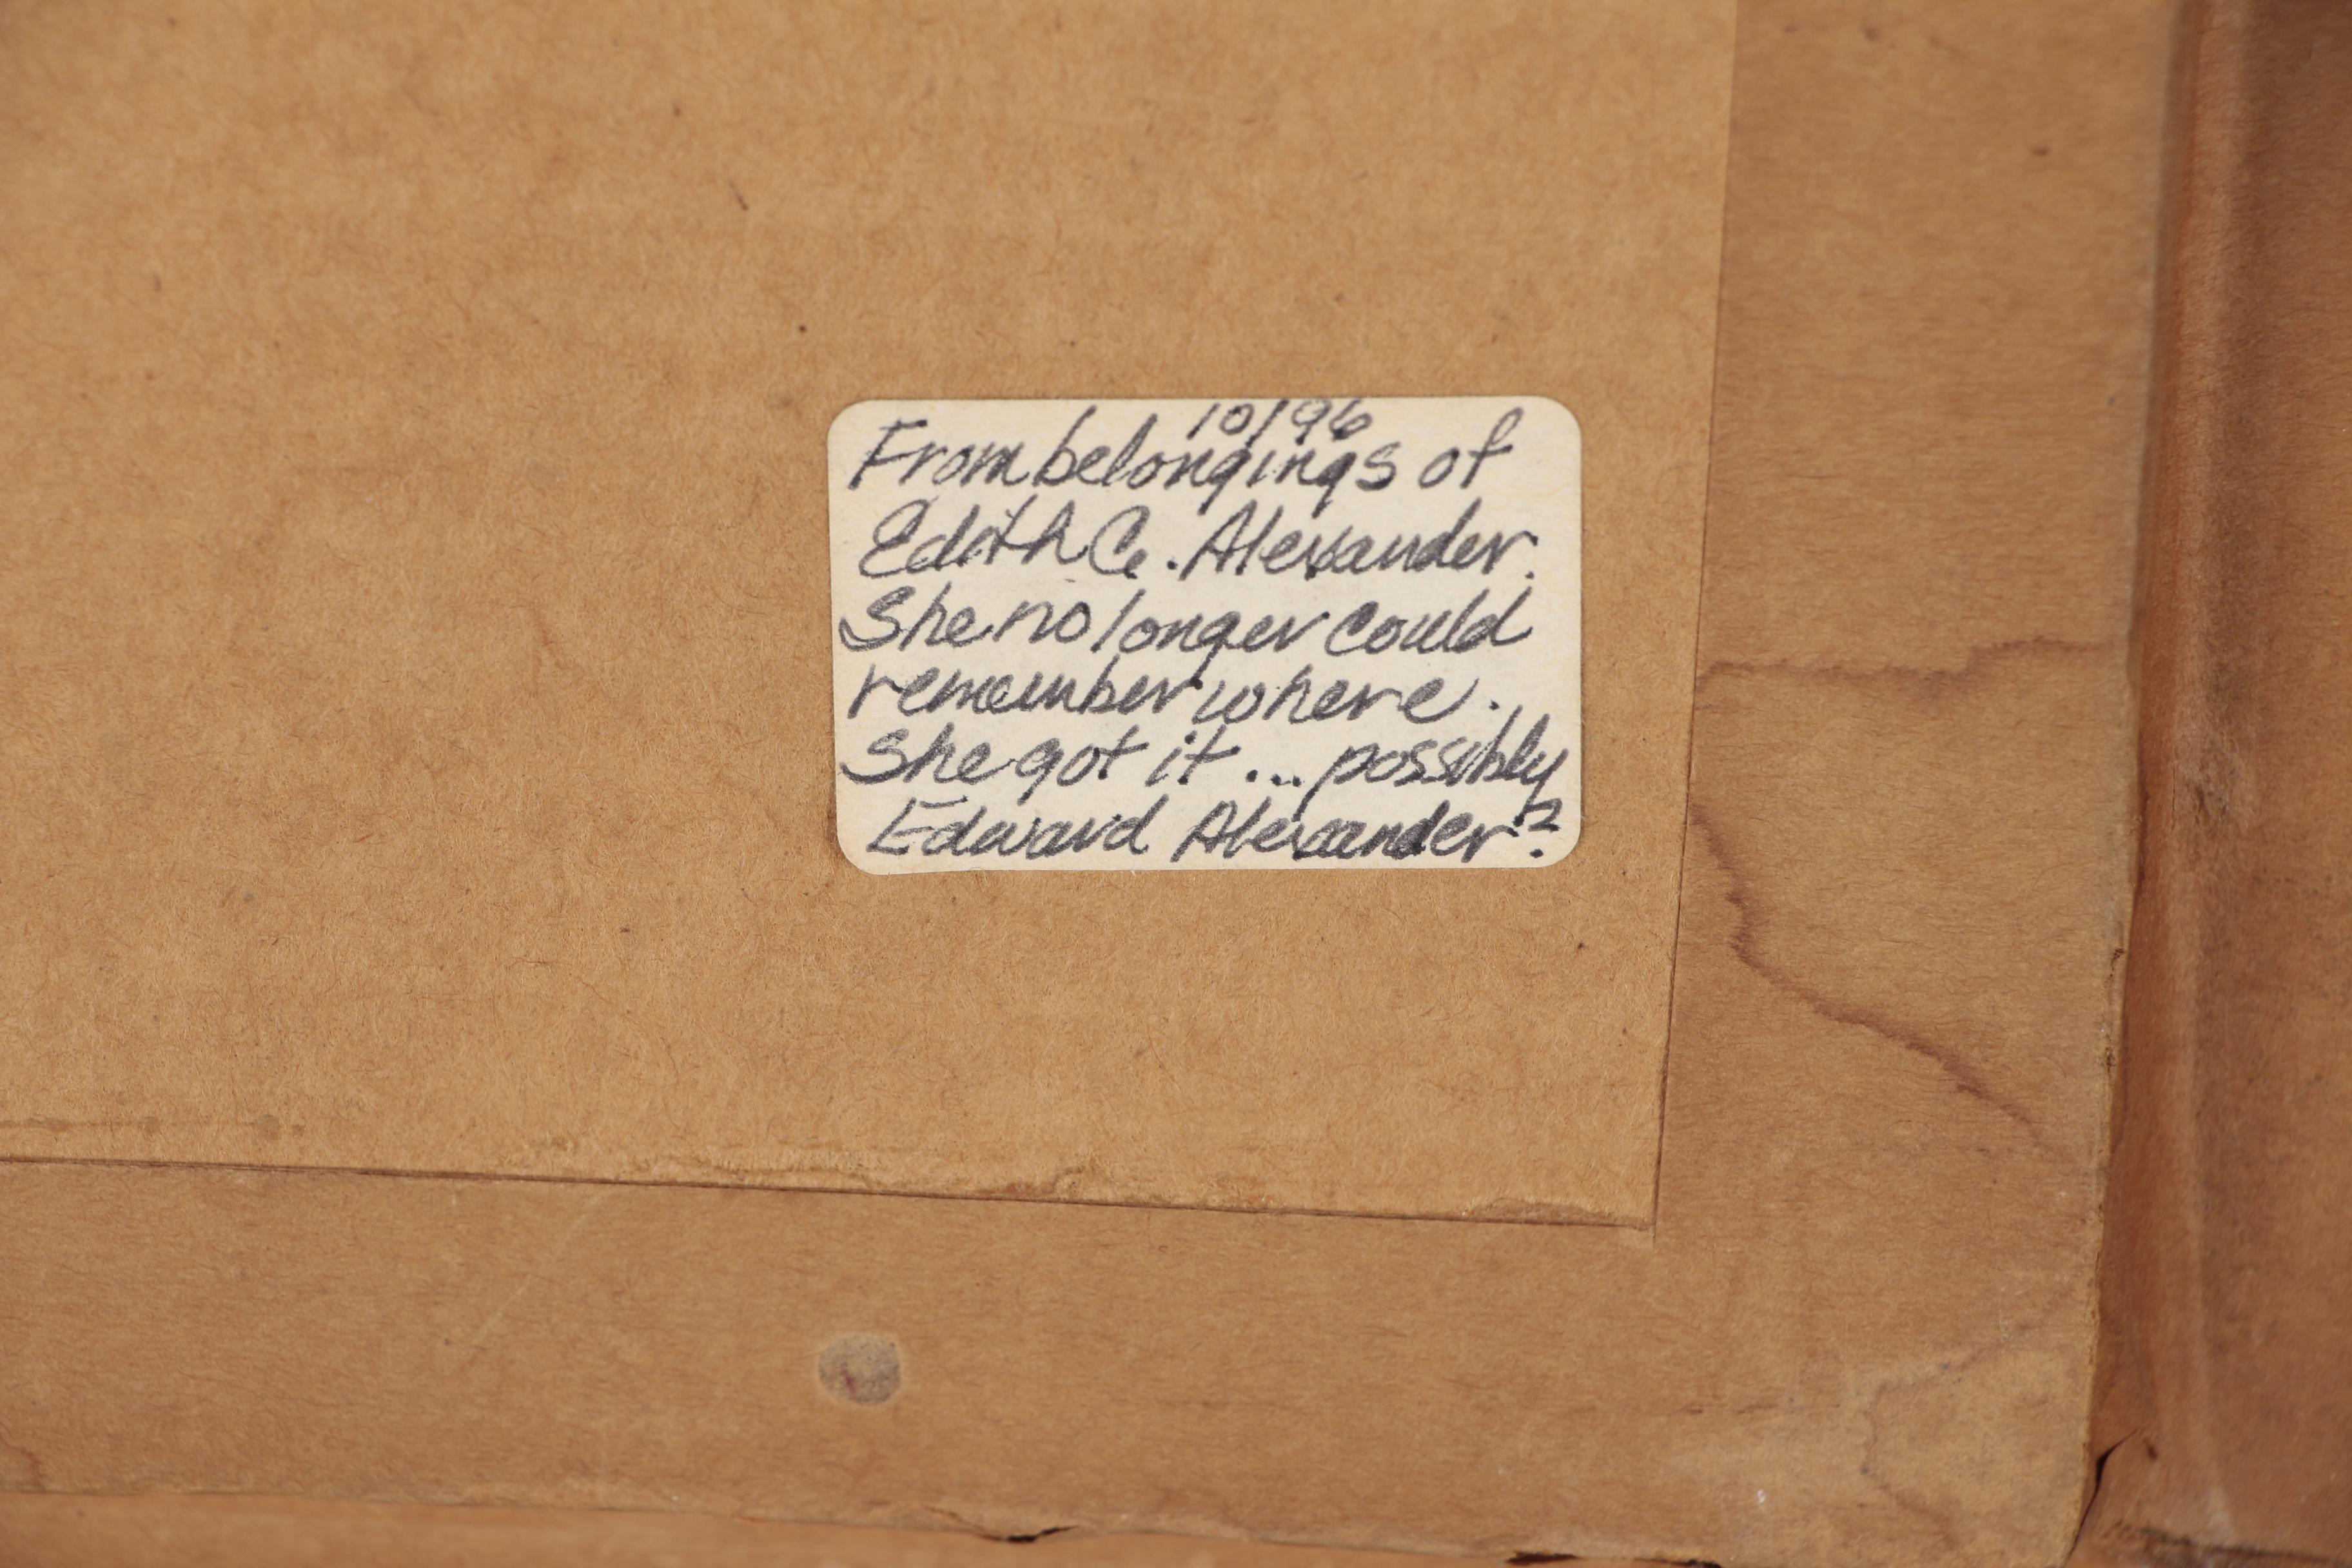 10/96
From belongings of
Edith C. Alexander.
She no longer could
remember where.
She got it ... possibly
Edward Alexander?